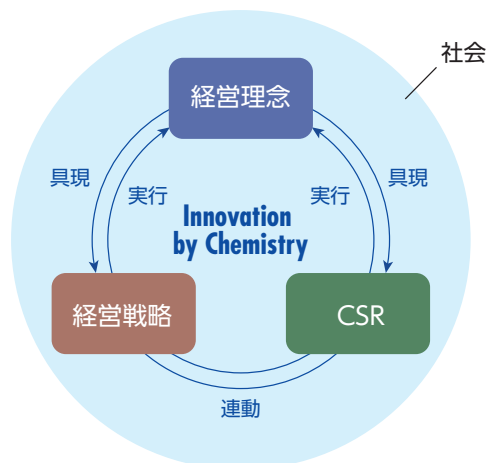 社会
経営理念
具現
実行
Innovation
by Chemistry
実行
具現
経営戦略
CSR
連動